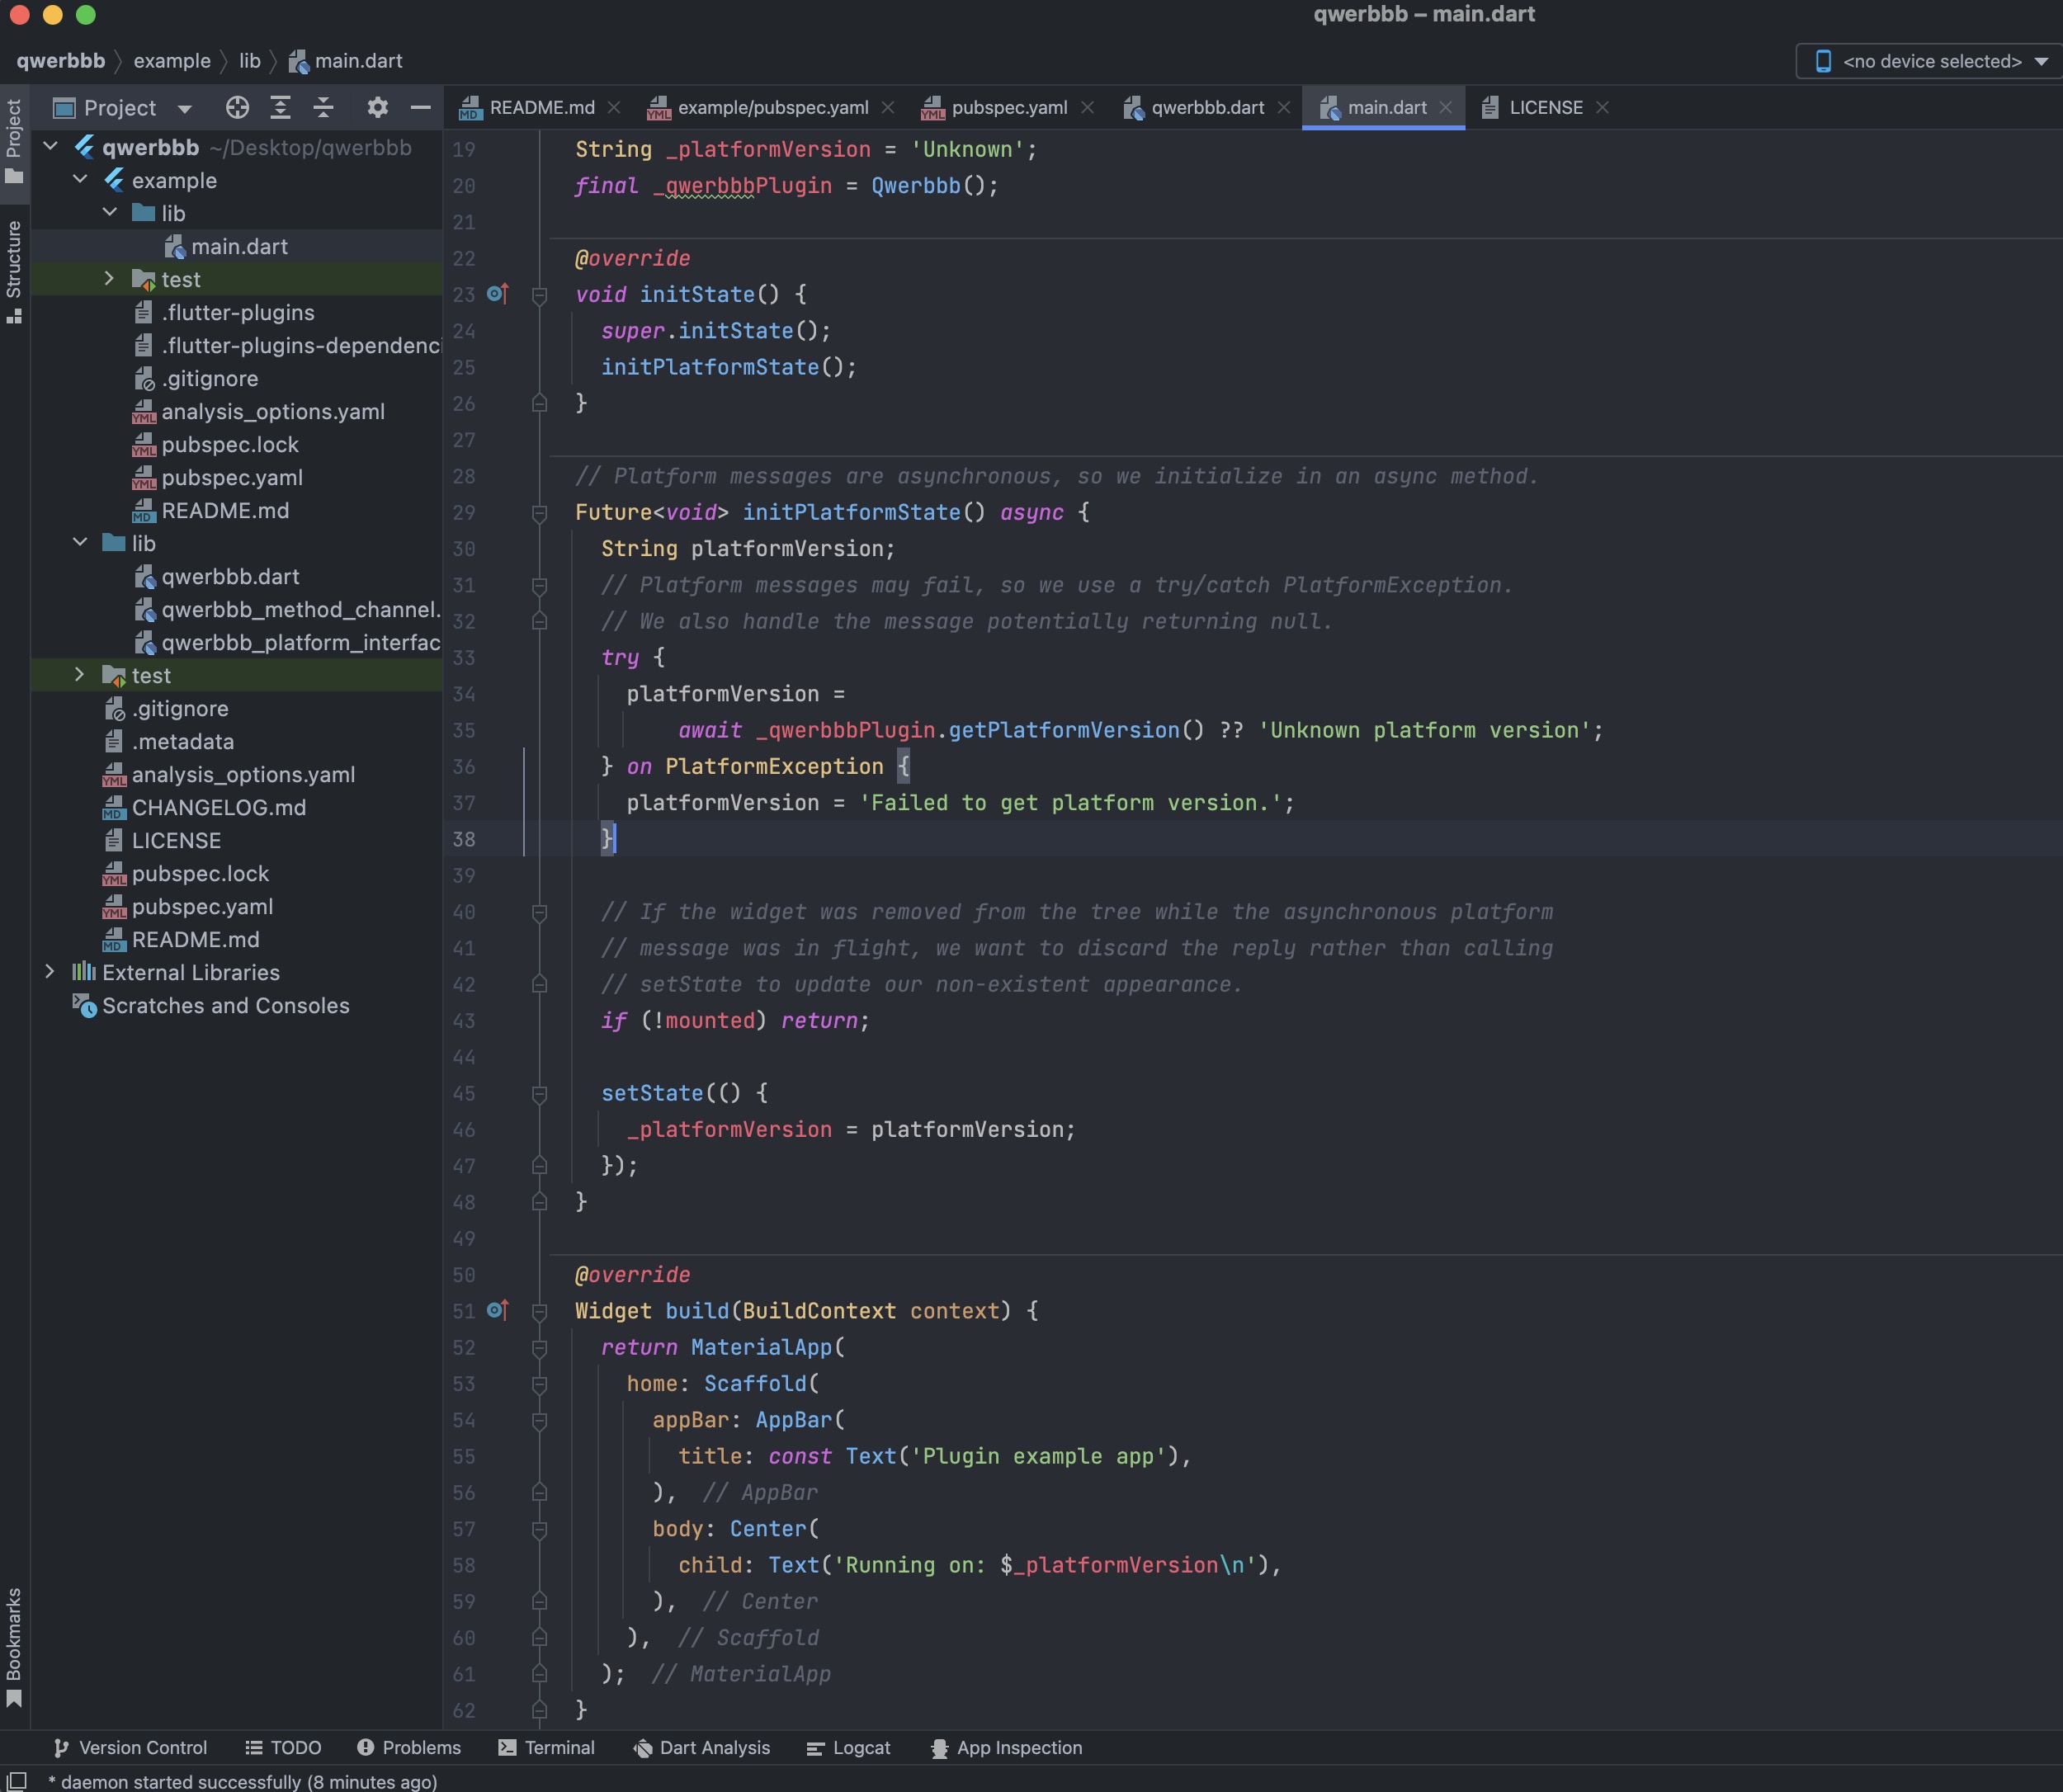 qwerbbb – main.dart
qwerbbb example lib main.dart
<no device selected>
Project
Structure
Bookmarks
Project
README.md example/pubspec.yaml pubspec.yaml qwerbbb.dart main.dart LICENSE
qwerbbb ~/Desktop/qwerbbb
example
lib
main.dart
test
.flutter-plugins
.flutter-plugins-dependenci
.gitignore
analysis_options.yaml
pubspec.lock
pubspec.yaml
README.md
lib
qwerbbb.dart
qwerbbb_method_channel.
qwerbbb_platform_interfac
test
.gitignore
.metadata
analysis_options.yaml
CHANGELOG.md
LICENSE
pubspec.lock
pubspec.yaml
README.md
External Libraries
Scratches and Consoles
19 String _platformVersion = 'Unknown';
20 final _qwerbbbPlugin = Qwerbbb();
21
22 @override
23 void initState() {
24 super.initState();
25 initPlatformState();
26 }
27
28 // Platform messages are asynchronous, so we initialize in an async method.
29 Future<void> initPlatformState() async {
30 String platformVersion;
31 // Platform messages may fail, so we use a try/catch PlatformException.
32 // We also handle the message potentially returning null.
33 try {
34 platformVersion =
35 await _qwerbbbPlugin.getPlatformVersion() ?? 'Unknown platform version';
36 } on PlatformException {
37 platformVersion = 'Failed to get platform version.';
38 }
39
40 // If the widget was removed from the tree while the asynchronous platform
41 // message was in flight, we want to discard the reply rather than calling
42 // setState to update our non-existent appearance.
43 if (!mounted) return;
44
45 setState(() {
46 _platformVersion = platformVersion;
47 });
48 }
49
50 @override
51 Widget build(BuildContext context) {
52 return MaterialApp(
53 home: Scaffold(
54 appBar: AppBar(
55 title: const Text('Plugin example app'),
56 ), // AppBar
57 body: Center(
58 child: Text('Running on: $_platformVersion\n'),
59 ), // Center
60 ), // Scaffold
61 ); // MaterialApp
62 }
Version Control TODO Problems Terminal Dart Analysis Logcat App Inspection
* daemon started successfully (8 minutes ago)